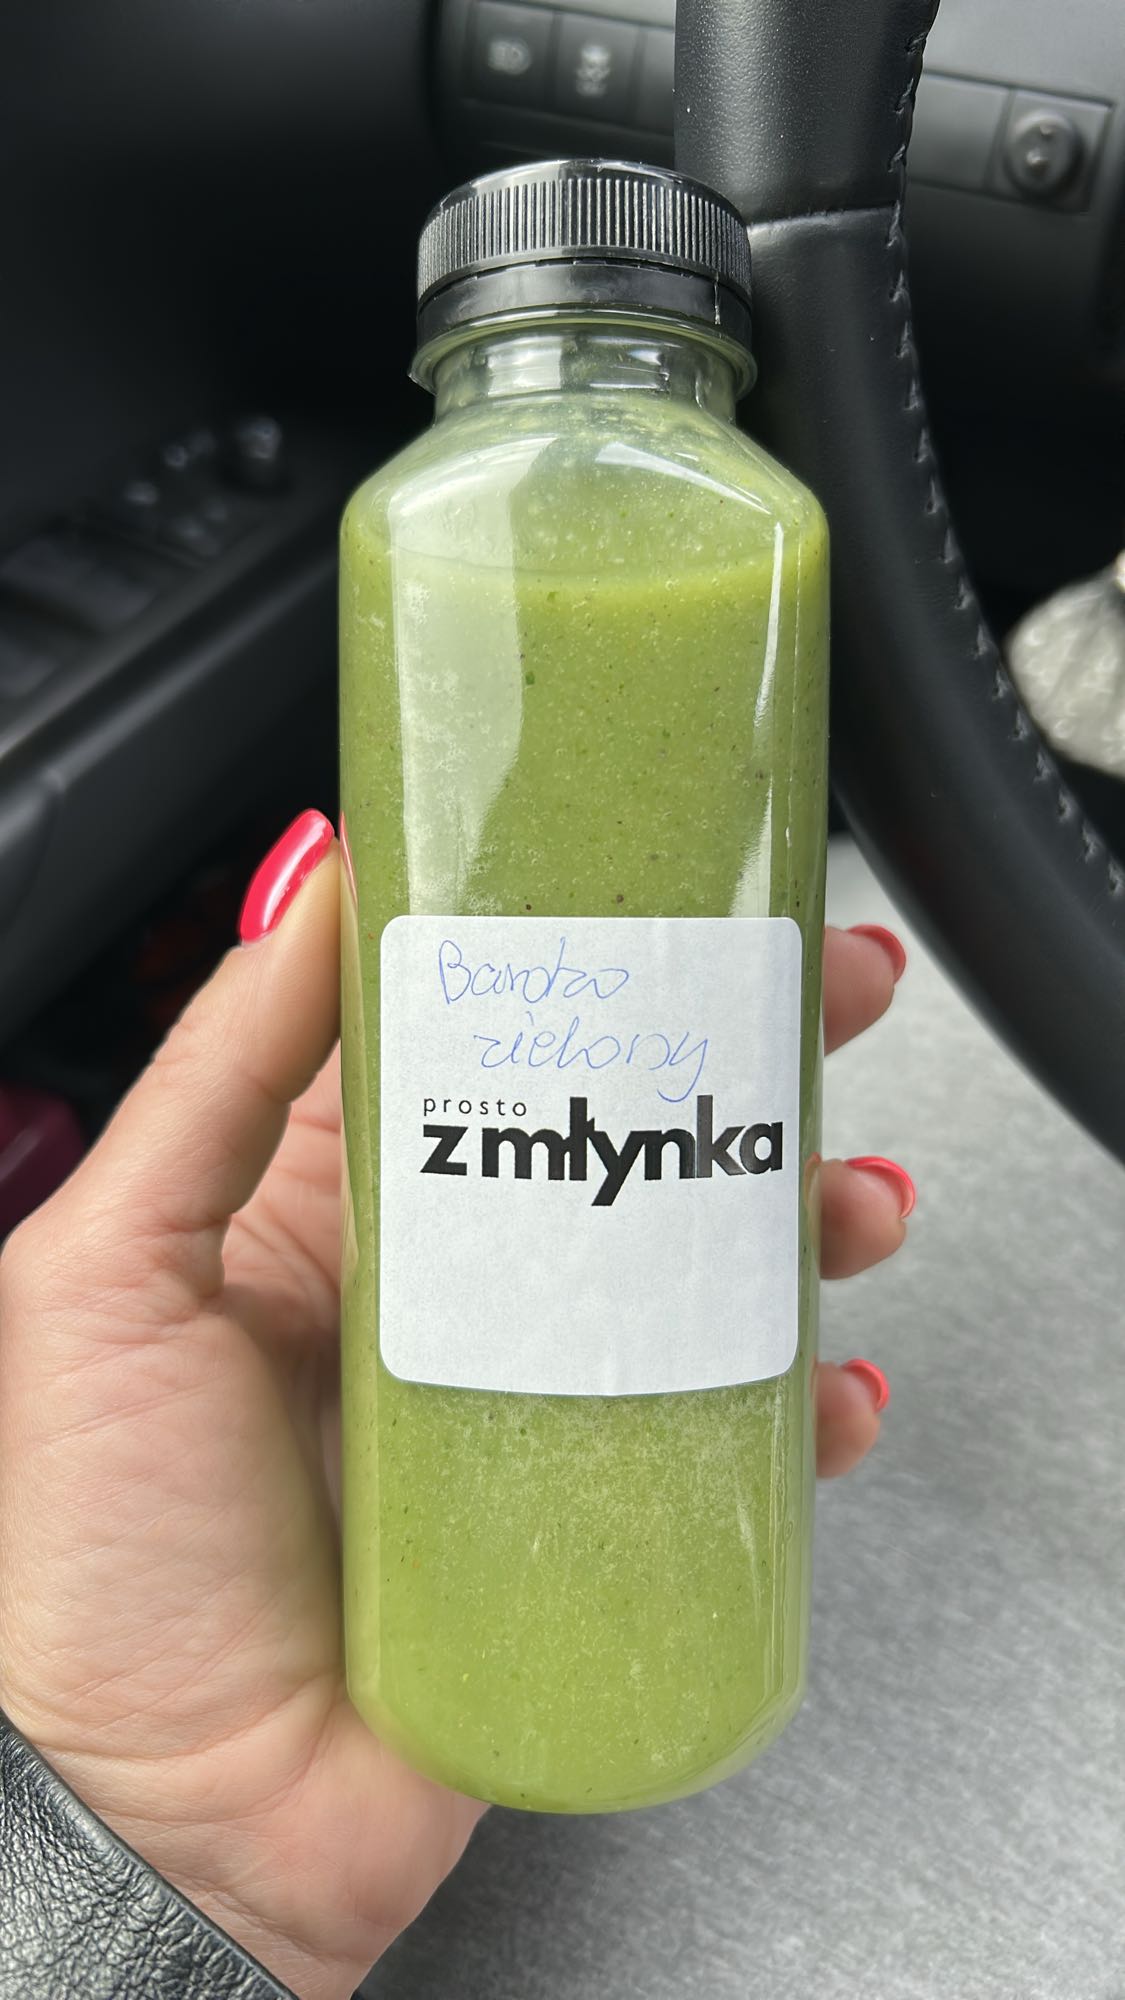 Bardzo
zielony
prosto
z młynka